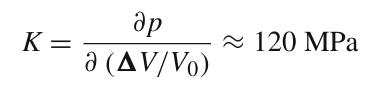 K = ∂p / ∂ (ΔV/V₀) ≈ 120 MPa